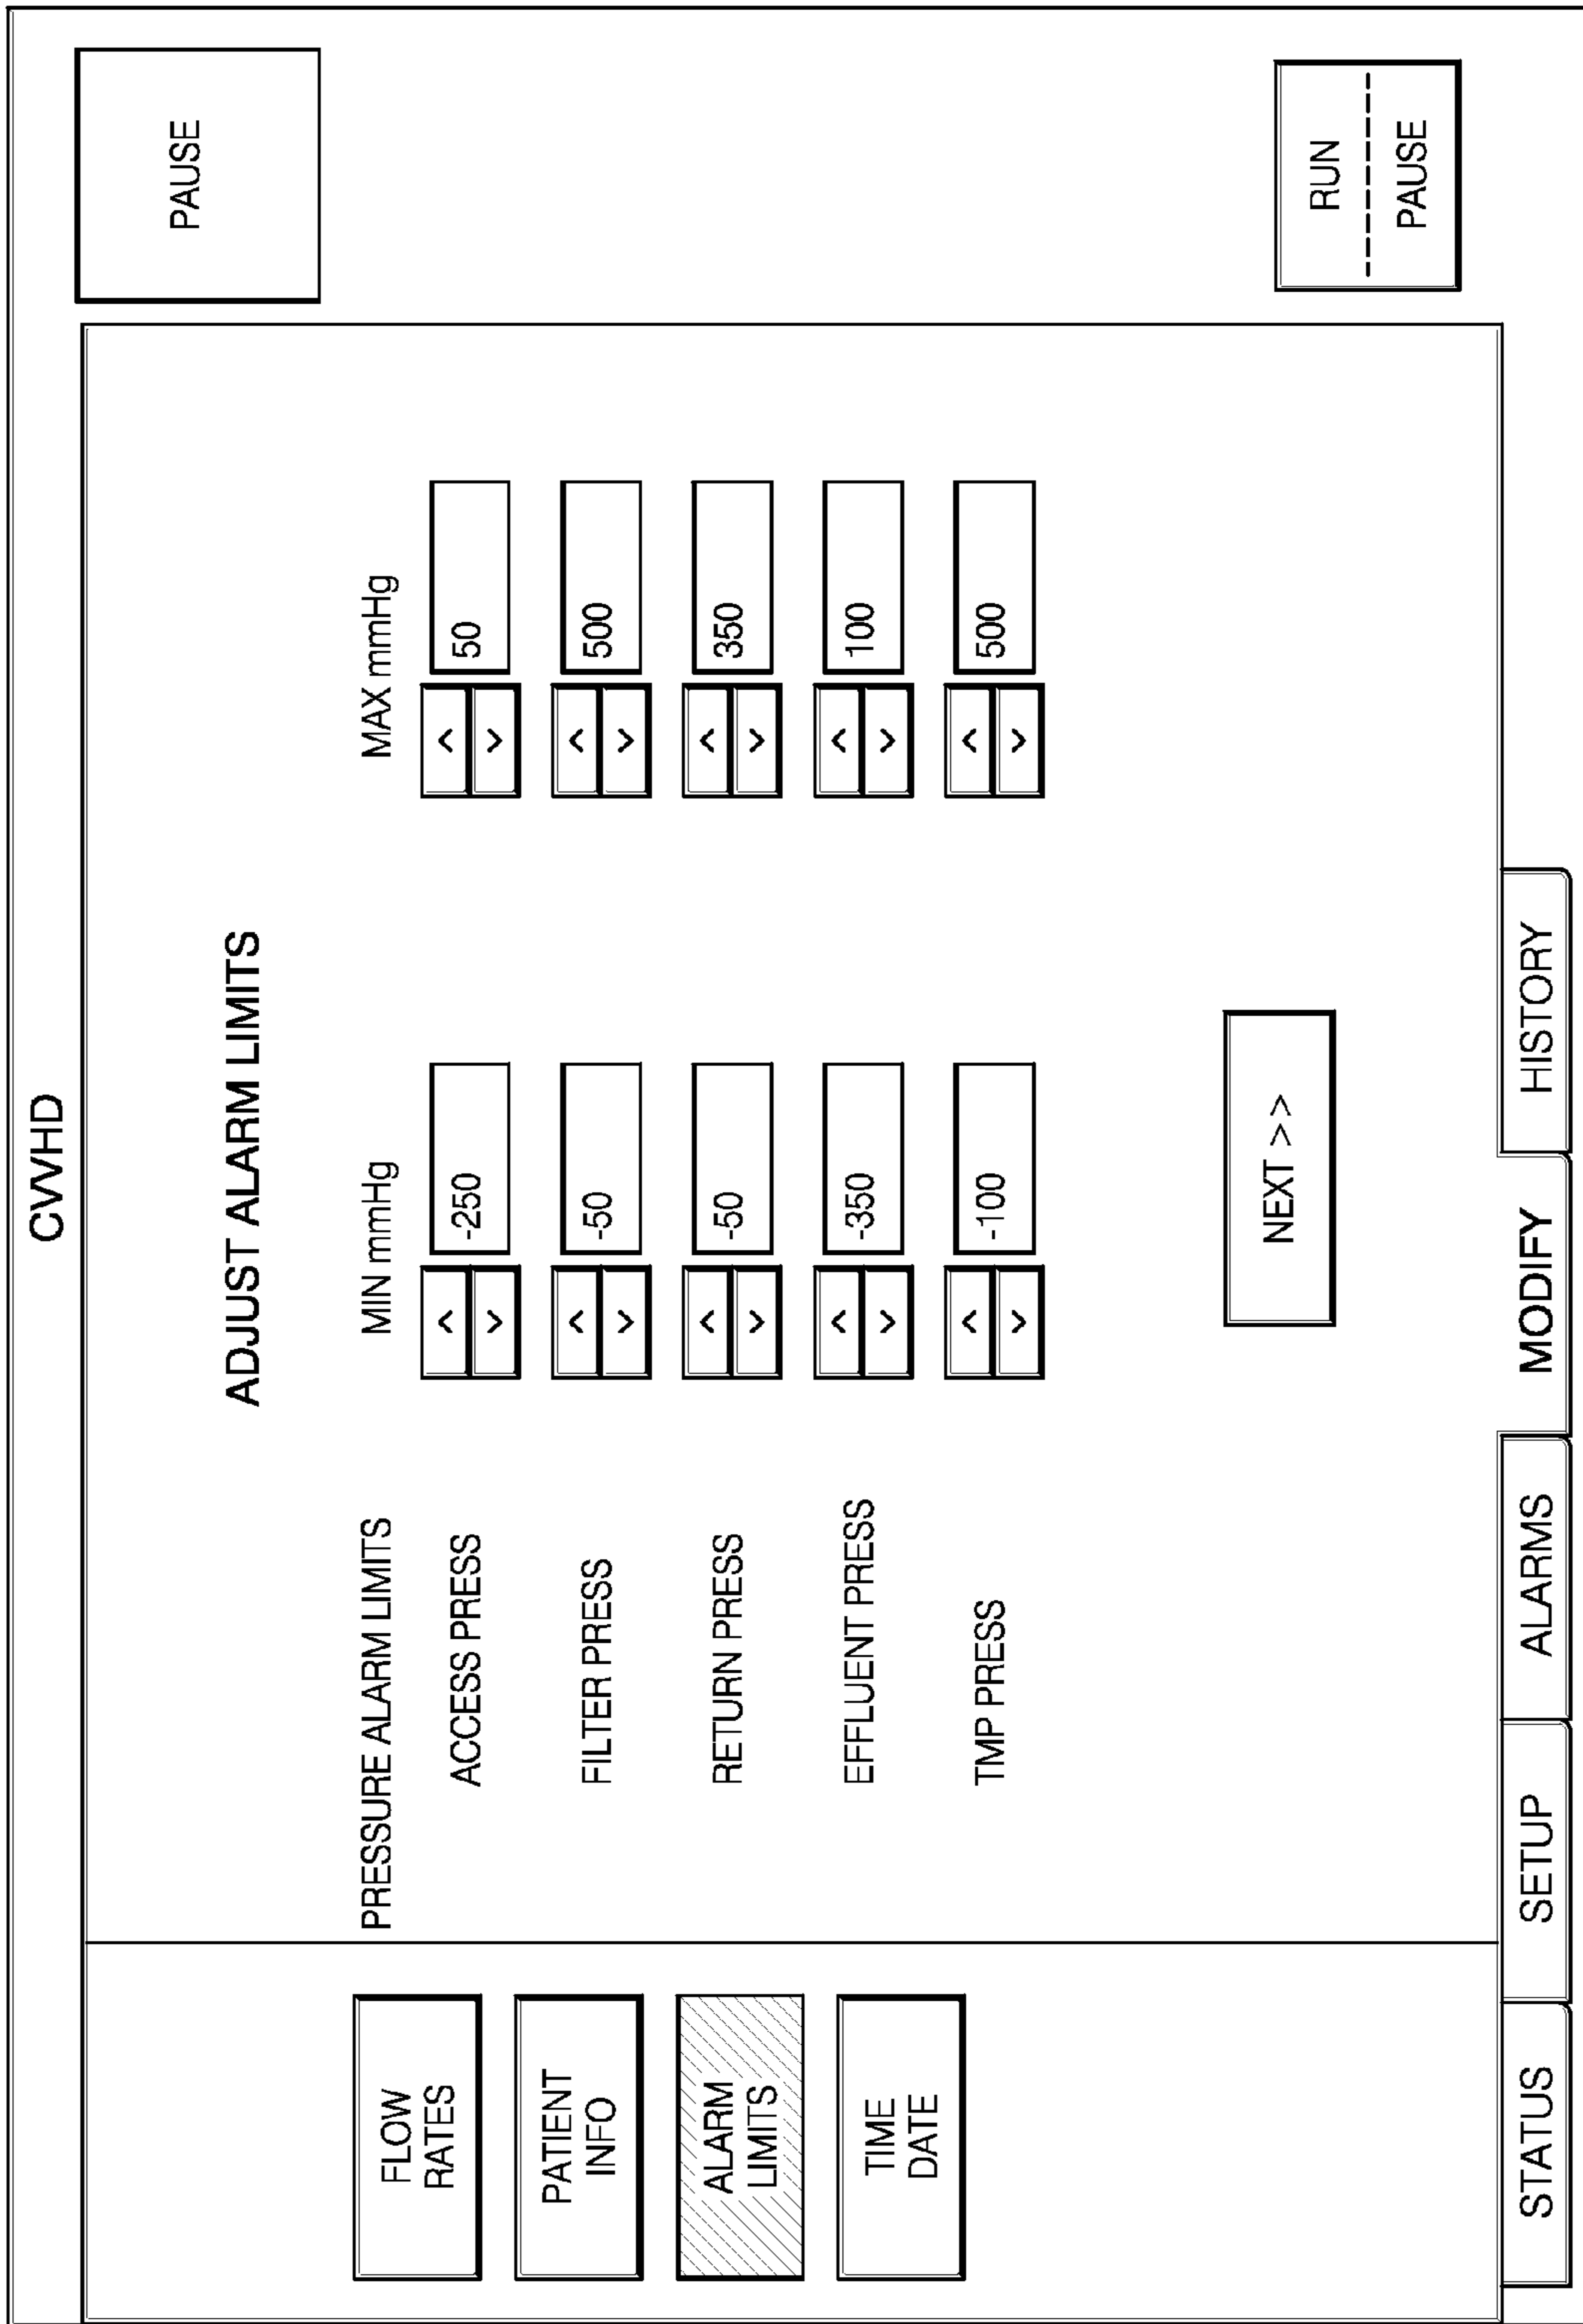 CVVHD
PAUSE
ADJUST ALARM LIMITS
PRESSURE ALARM LIMITS MIN mmHg MAX mmHg
ACCESS PRESS -250 50
FILTER PRESS -50 500
RETURN PRESS -50 350
EFFLUENT PRESS -350 100
TMP PRESS -100 500
FLOW
RATES
PATIENT
INFO
ALARM
LIMITS
TIME
DATE
NEXT >>
RUN
PAUSE
STATUS SETUP ALARMS MODIFY HISTORY